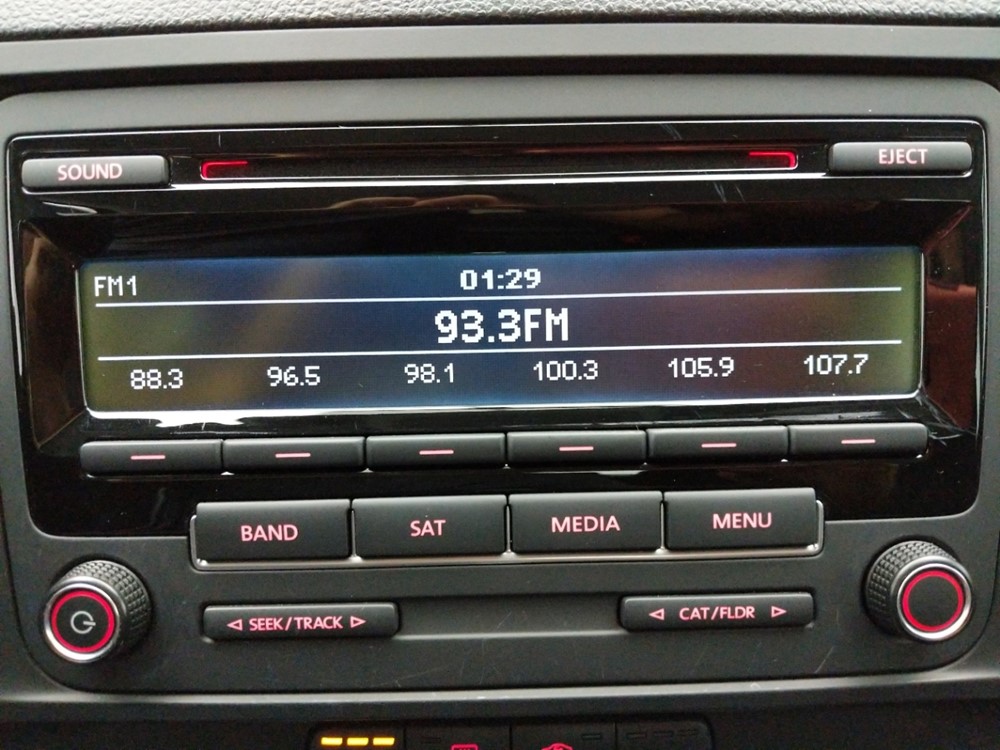 SOUND EJECT
FM1 01:29
93.3FM
88.3 96.5 98.1 100.3 105.9 107.7
BAND SAT MEDIA MENU
SEEK/TRACK CAT/FLDR